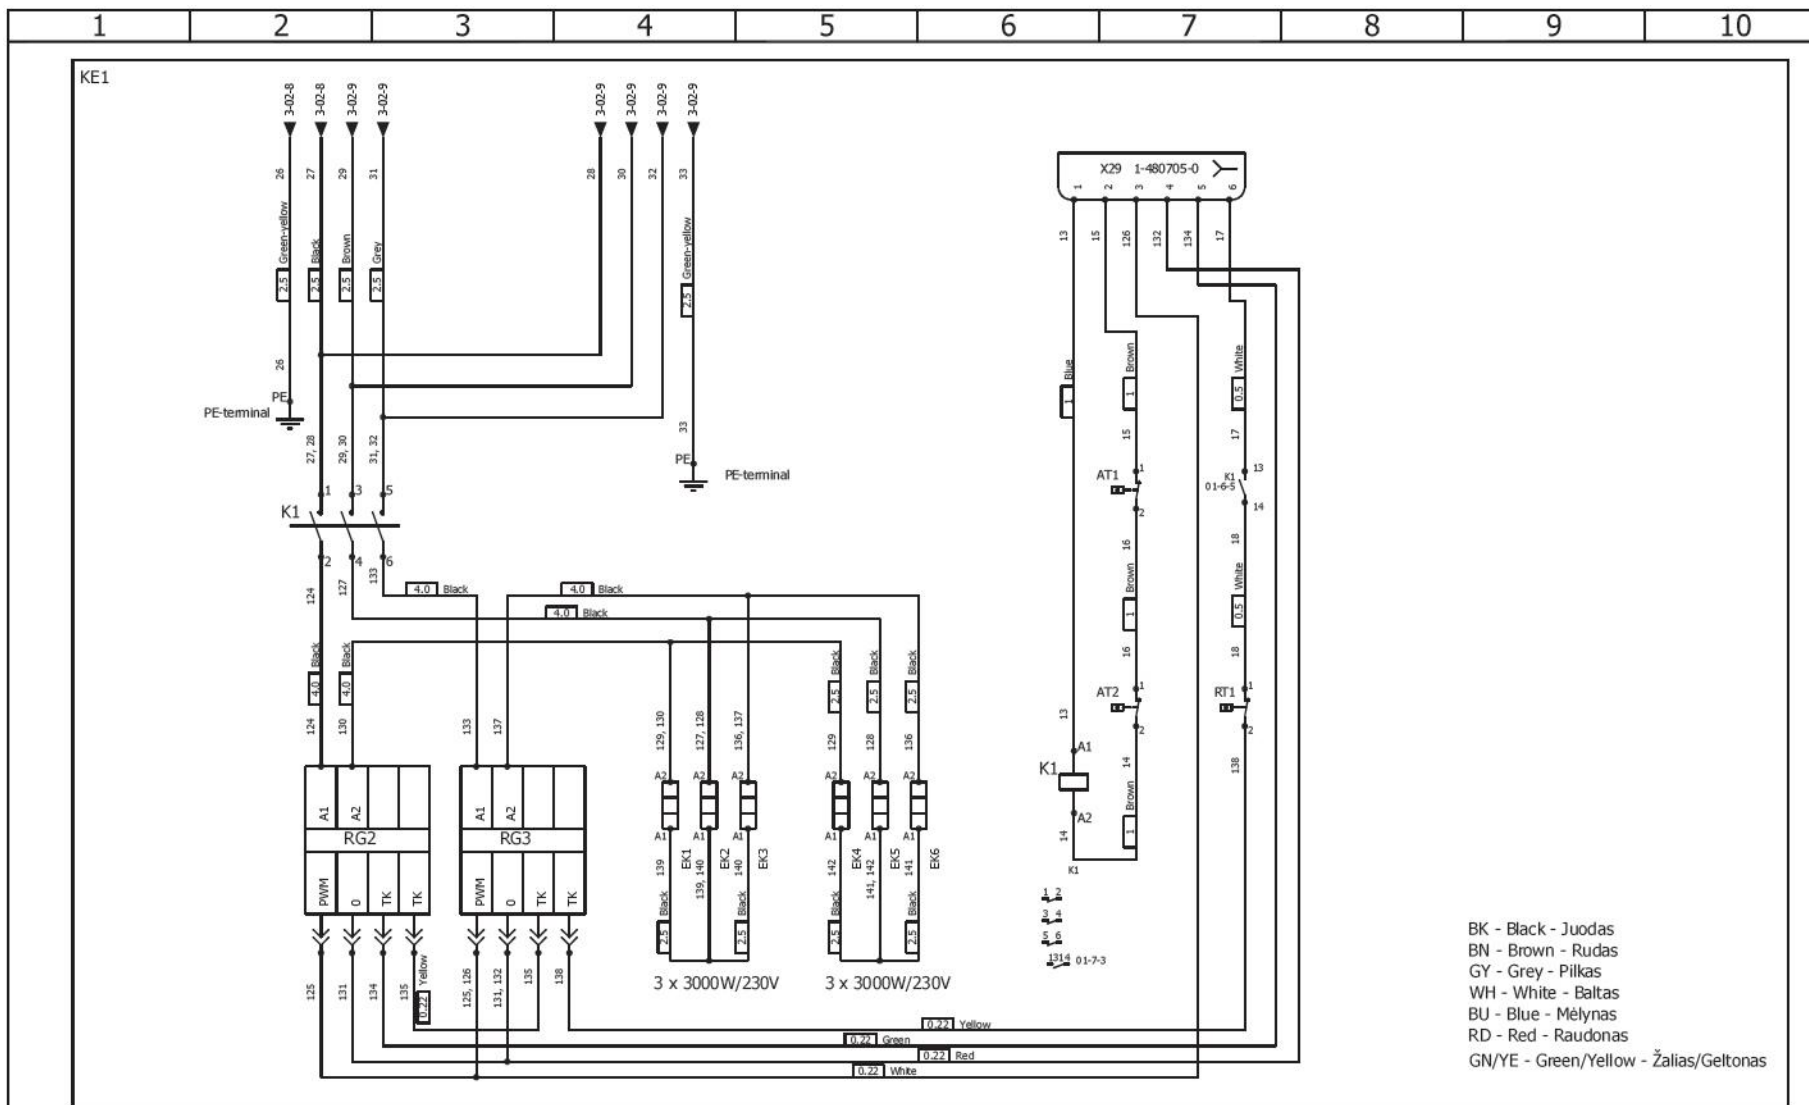 1 2 3 4 5 6 7 8 9 10
KE1
3-02-8 3-02-8 3-02-9 3-02-9 3-02-9 3-02-9 3-02-9 3-02-9
X29 1-480705-0
1 2 3 4 5 6
26 27 29 31 28 30 32 33
13 15 126 132 134 17
Green-yellow Black Brown Grey Green-yellow
2.5 2.5 2.5 2.5 2.5
26
PE
PE-terminal
Blue Brown White
1 1 0.5
27, 28 29, 30 31, 32 33
15 17
PE
PE-terminal
AT1 1 2
K1 13
01-6-5
14
1 3 5
K1
2 4 6
16 18
124 127 133
4.0 Black 4.0 Black
4.0 Black
Brown White
1 0.5
16 18
Black Black Black Black Black
4.0 4.0 2.5 2.5 2.5
AT2 1 2
RT1 1 2
124 130 133 137 129, 130 127, 128 136, 137 129 128 136
13 14 138
A1
K1
A2
Brown
1
14
K1
A2 A2 A2 A2 A2 A2
A1 A2 A1 A2
RG2 RG3
A1 A1 A1 A1 A1 A1
EK1 EK2 EK3 EK4 EK5 EK6
139 139, 140 140 142 141, 142 141
PWM 0 TK TK PWM 0 TK TK
Black Black Black Black
2.5 2.5 2.5 2.5
1 2
3 4
5 6
1314 01-7-3
3 x 3000W/230V 3 x 3000W/230V
125 131 134 135 125, 126 131, 132 135 138
0.22 Yellow
0.22 Yellow
0.22 Green
0.22 Red
0.22 White
BK - Black - Juodas
BN - Brown - Rudas
GY - Grey - Pilkas
WH - White - Baltas
BU - Blue - Mėlynas
RD - Red - Raudonas
GN/YE - Green/Yellow - Žalias/Geltonas